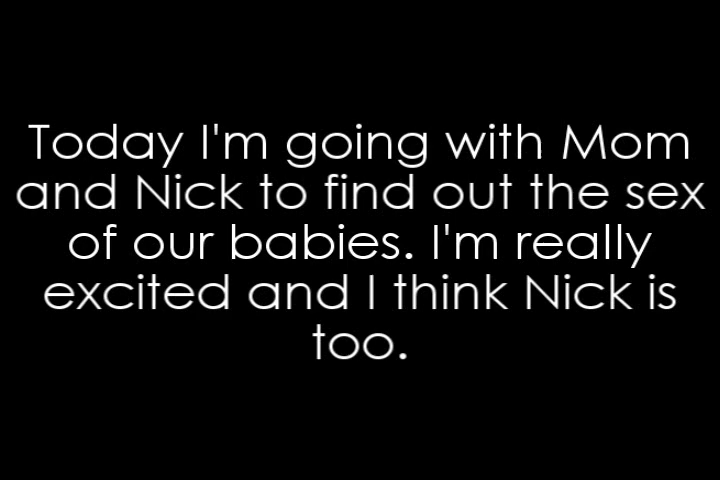 Today I'm going with Mom
and Nick to find out the sex
of our babies. I'm really
excited and I think Nick is
too.